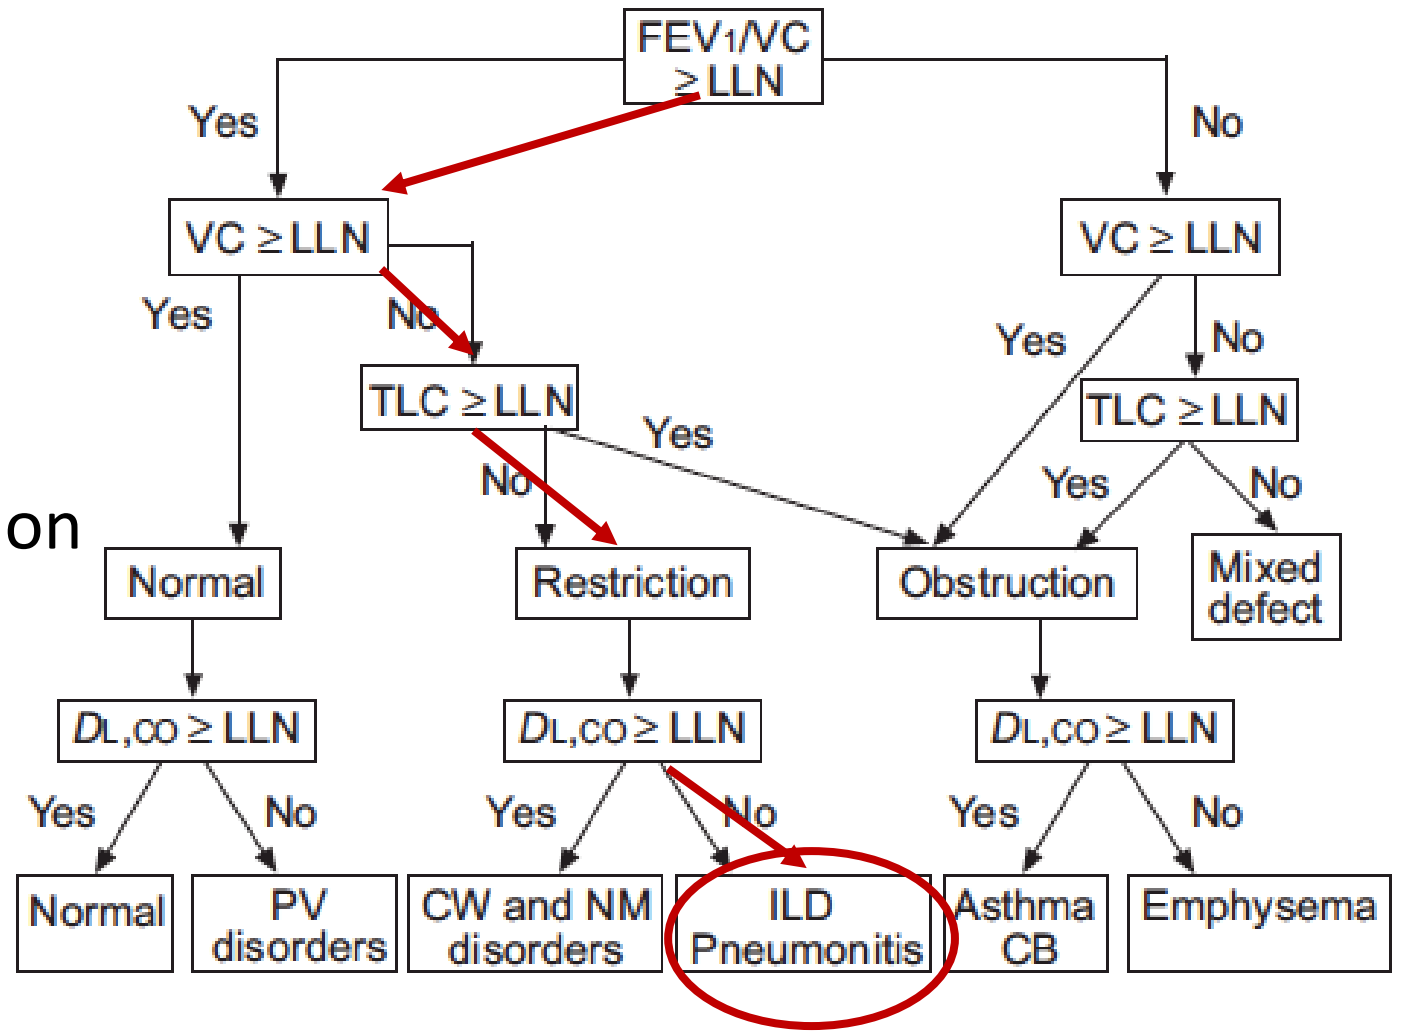 FEV1/VC
≥ LLN
Yes
No
VC ≥ LLN
VC ≥ LLN
Yes
No
Yes
No
TLC ≥ LLN
TLC ≥ LLN
Yes
No
Yes
No
on
Normal
Restriction
Obstruction
Mixed
defect
DL,CO ≥ LLN
DL,CO ≥ LLN
DL,CO ≥ LLN
Yes
No
Yes
No
Yes
No
Normal
PV
disorders
CW and NM
disorders
ILD
Pneumonitis
Asthma
CB
Emphysema